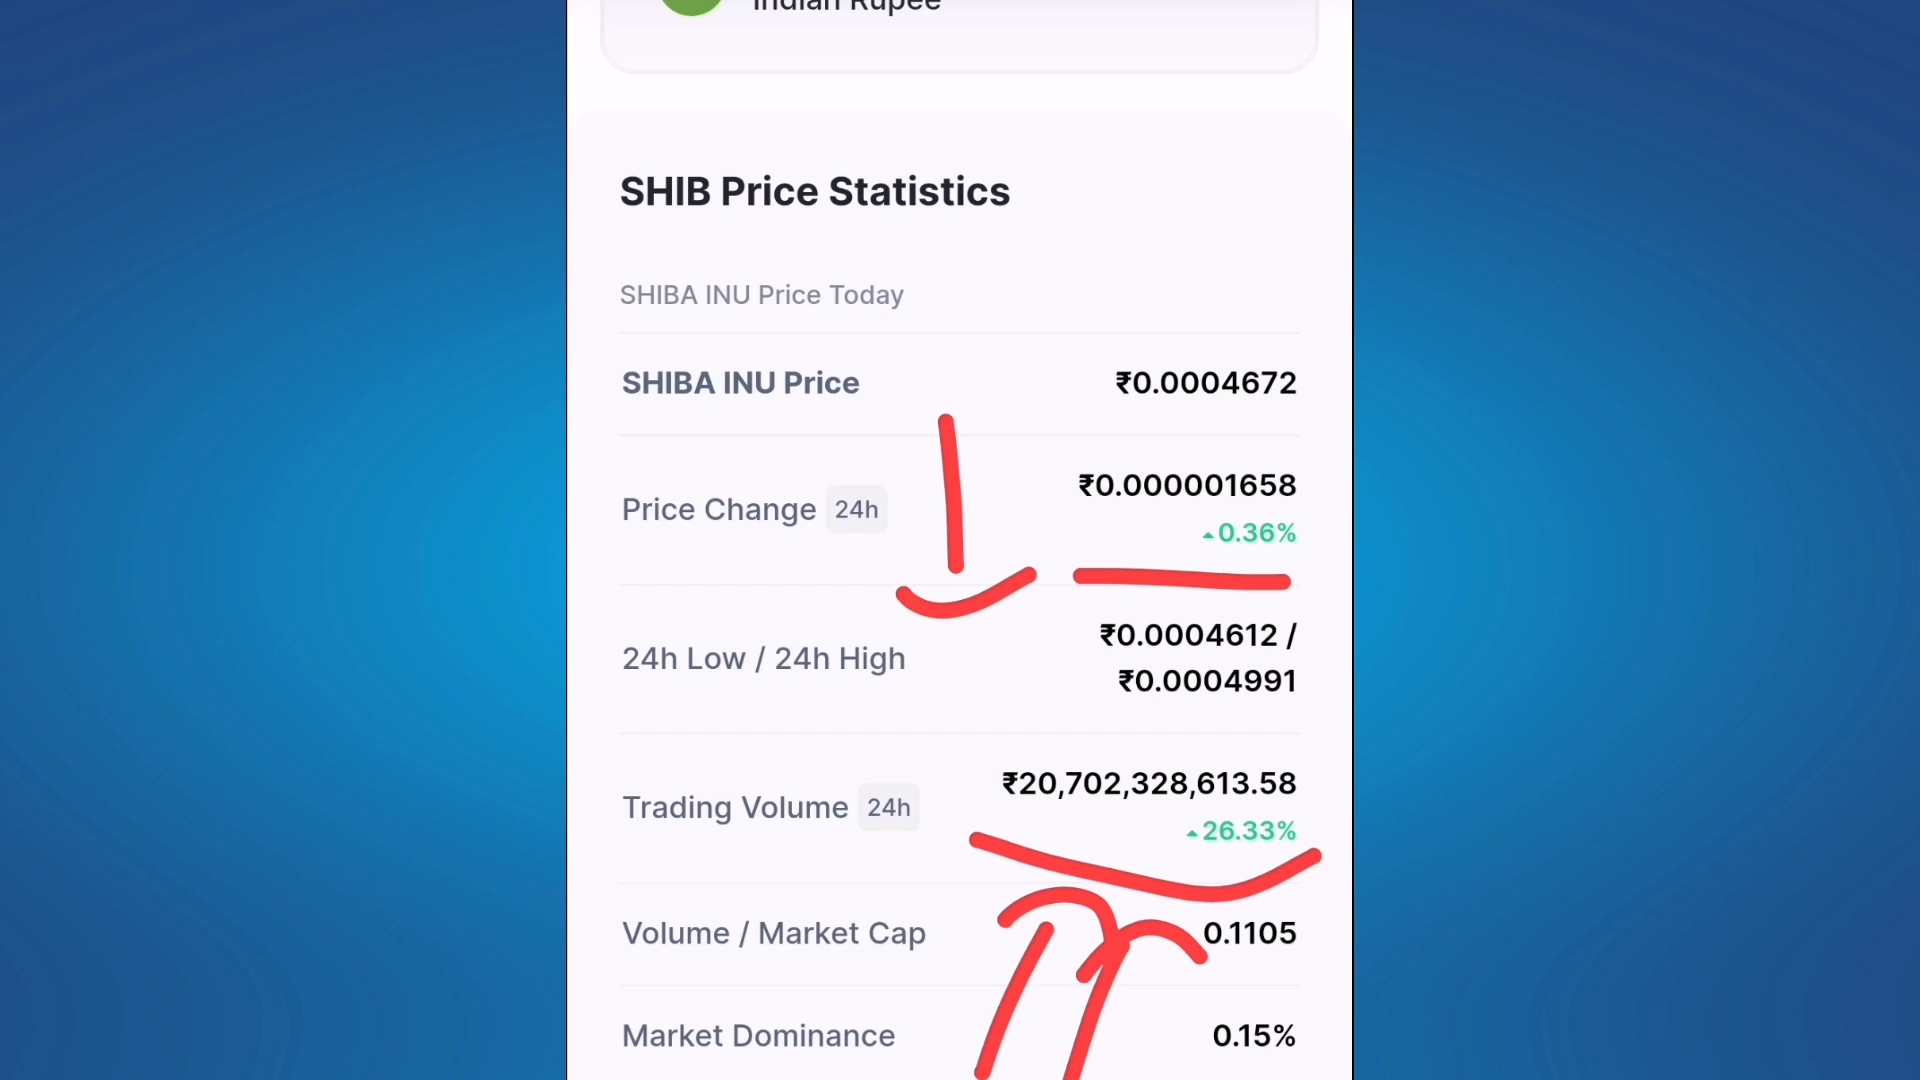 Indian Rupee
SHIB Price Statistics
SHIBA INU Price Today
SHIBA INU Price ₹0.0004672
Price Change 24h ₹0.000001658
0.36%
24h Low / 24h High ₹0.0004612 /
₹0.0004991
Trading Volume 24h ₹20,702,328,613.58
26.33%
Volume / Market Cap 0.1105
Market Dominance 0.15%